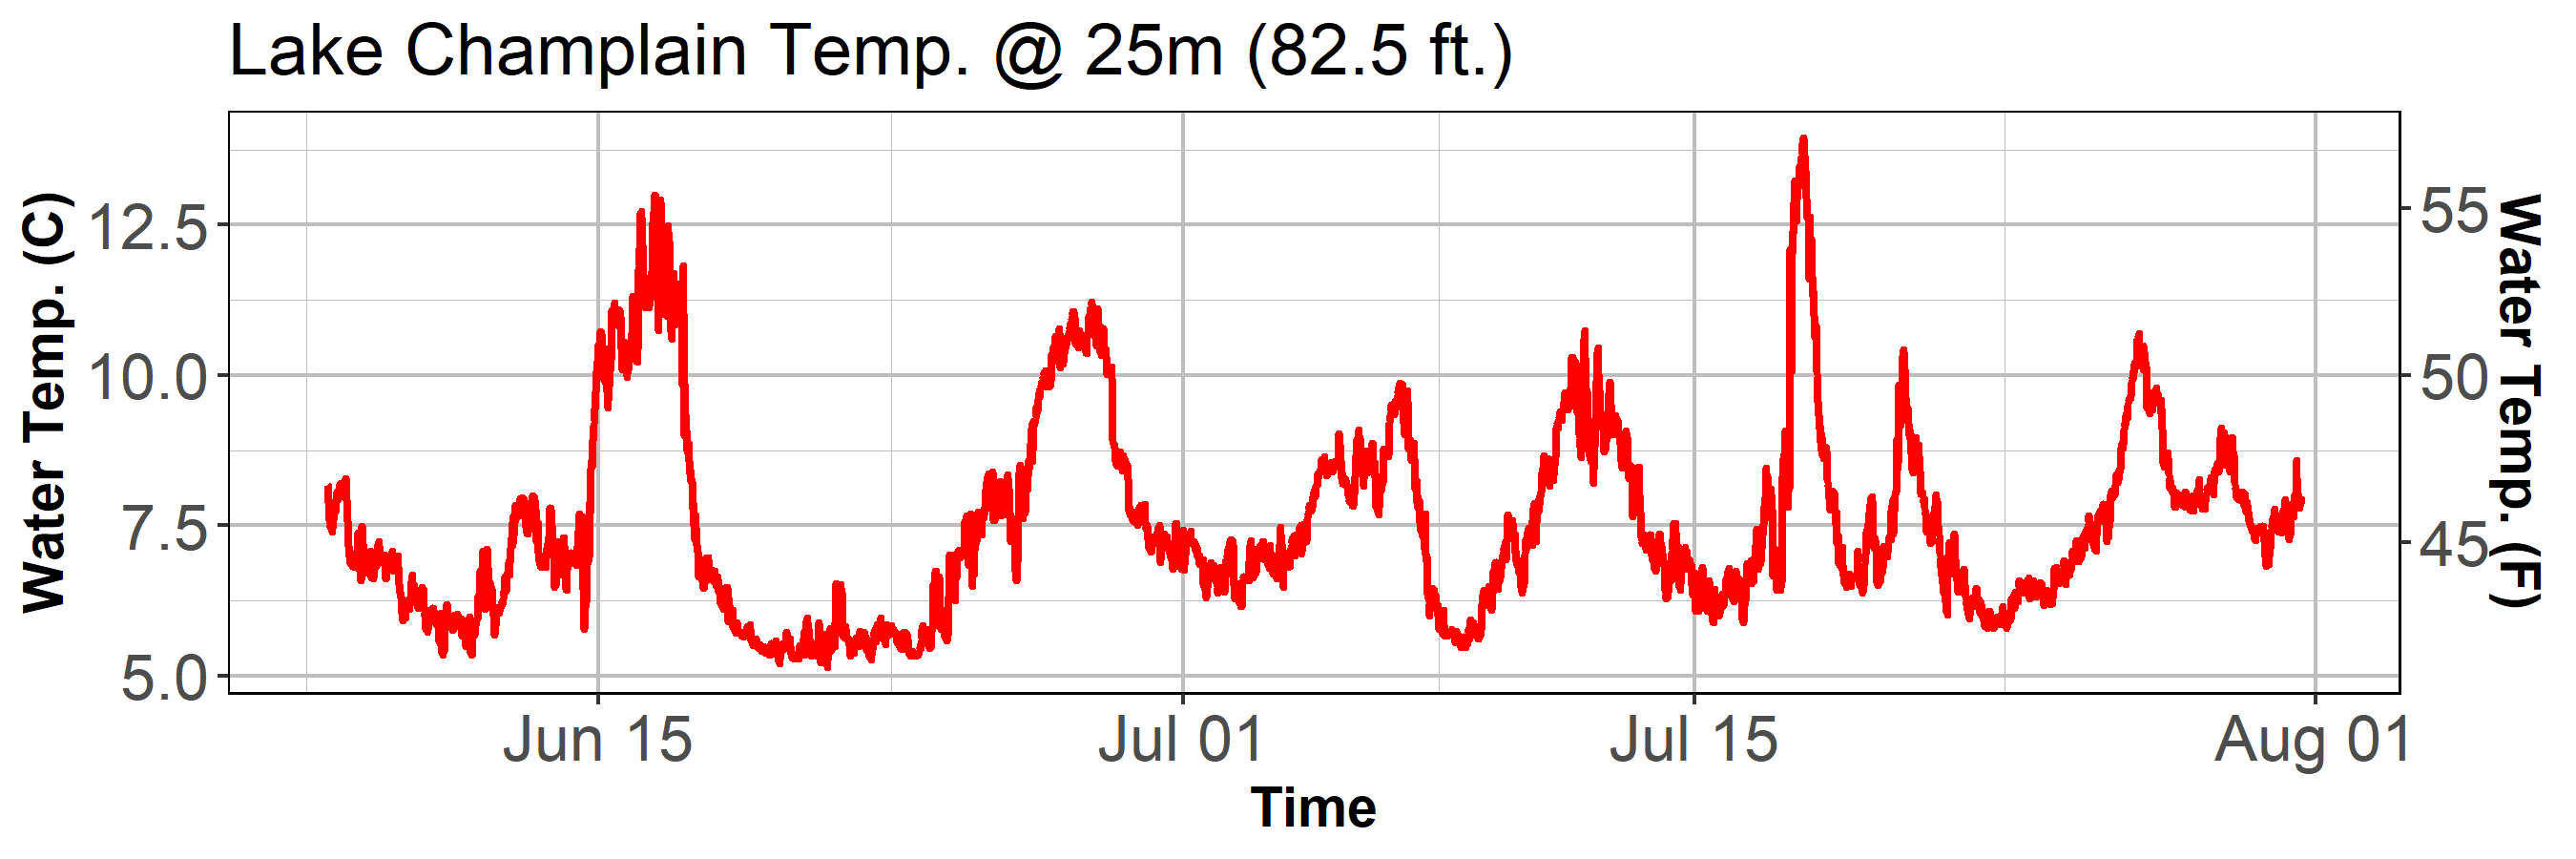 Lake Champlain Temp. @ 25m (82.5 ft.)
Water Temp. (C)
12.5
10.0
7.5
5.0
55
50
45
Water Temp. (F)
Jun 15
Jul 01
Jul 15
Aug 01
Time